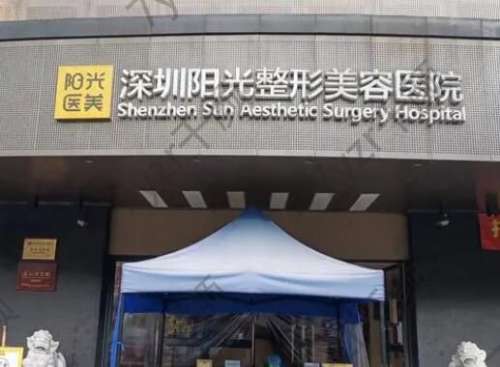 阳光
医美
深圳阳光整形美容医院
Shenzhen Sun Aesthetic Surgery Hospital